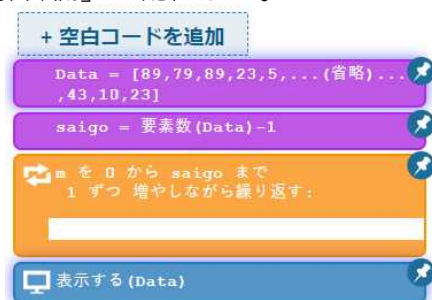 + 空白コードを追加
Data = [89,79,89,23,5,...(省略)...
,43,10,23]
saigo = 要素数(Data)-1
m を 0 から saigo まで
1 ずつ 増やしながら繰り返す:
表示する(Data)